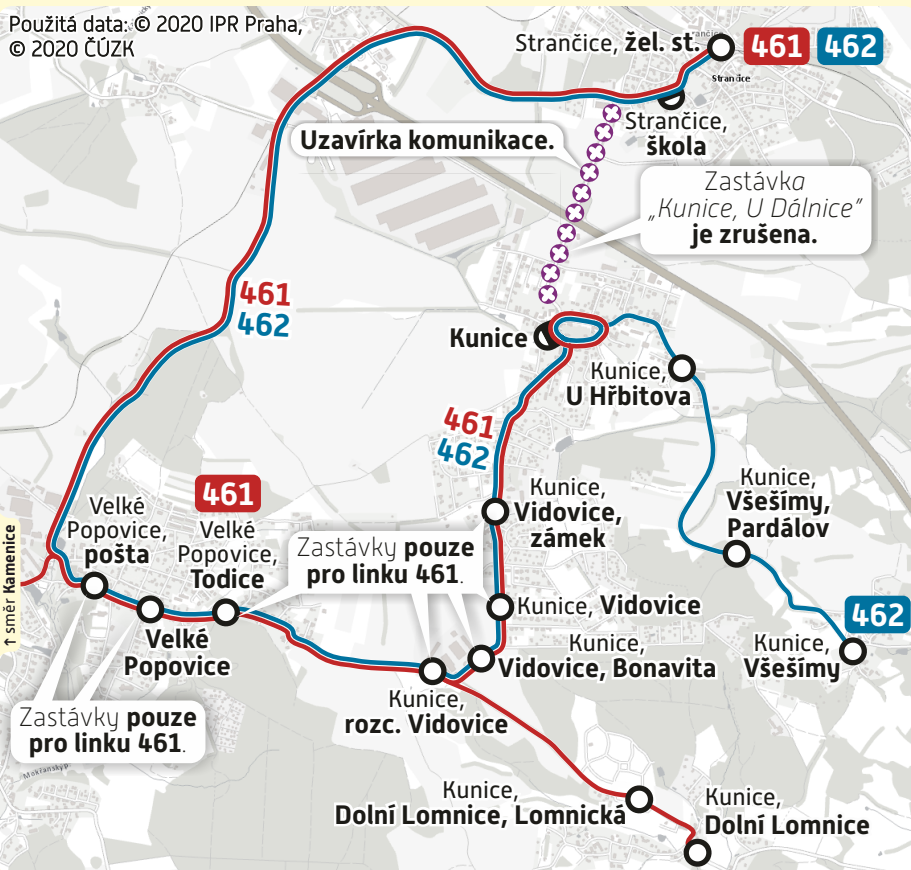 Použitá data: © 2020 IPR Praha,
© 2020 ČÚZK
Strančice, žel. st.
461 462
Strančice
Strančice,
škola
Uzavírka komunikace.
Zastávka
„Kunice, U Dálnice“
je zrušena.
461
462
Kunice
Kunice,
U Hřbitova
461
462
461
Velké
Popovice,
pošta
Velké
Popovice,
Todice
Zastávky pouze
pro linku 461.
Kunice,
Vidovice,
zámek
Kunice,
Všešímy,
Pardálov
↑ směr Kamenice
Kunice, Vidovice
462
Velké
Popovice
Kunice,
Vidovice, Bonavita
Kunice,
Všešímy
Zastávky pouze
pro linku 461.
Kunice,
rozc. Vidovice
Kunice,
Dolní Lomnice, Lomnická
Kunice,
Dolní Lomnice